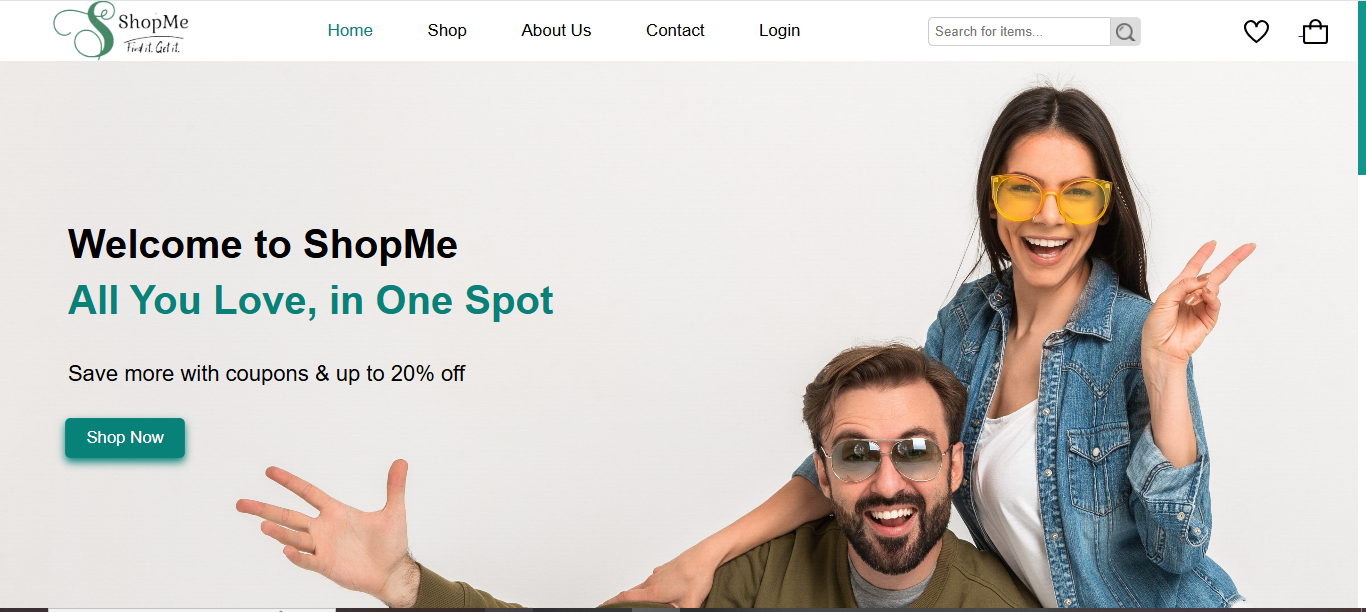 ShopMe
Find it. Get it.
Home
Shop
About Us
Contact
Login
Search for items...
Welcome to ShopMe
All You Love, in One Spot
Save more with coupons & up to 20% off
Shop Now